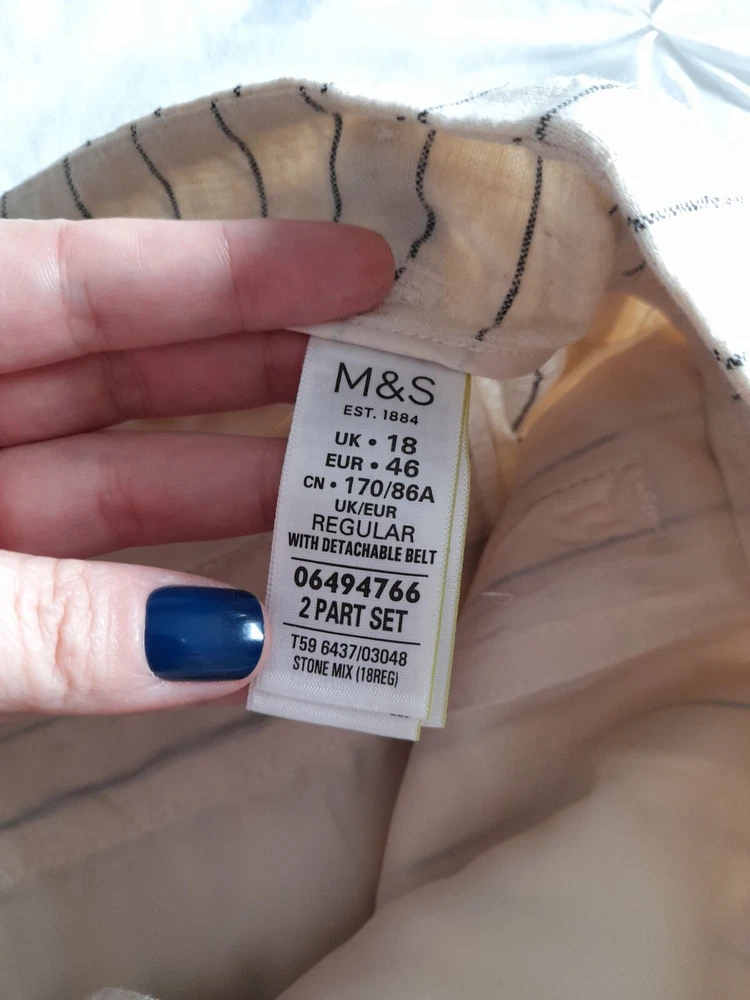 M&S
EST. 1884
UK • 18
EUR • 46
CN • 170/86A
UK/EUR
REGULAR
WITH DETACHABLE BELT
06494766
2 PART SET
T59 6437/03048
STONE MIX (18REG)